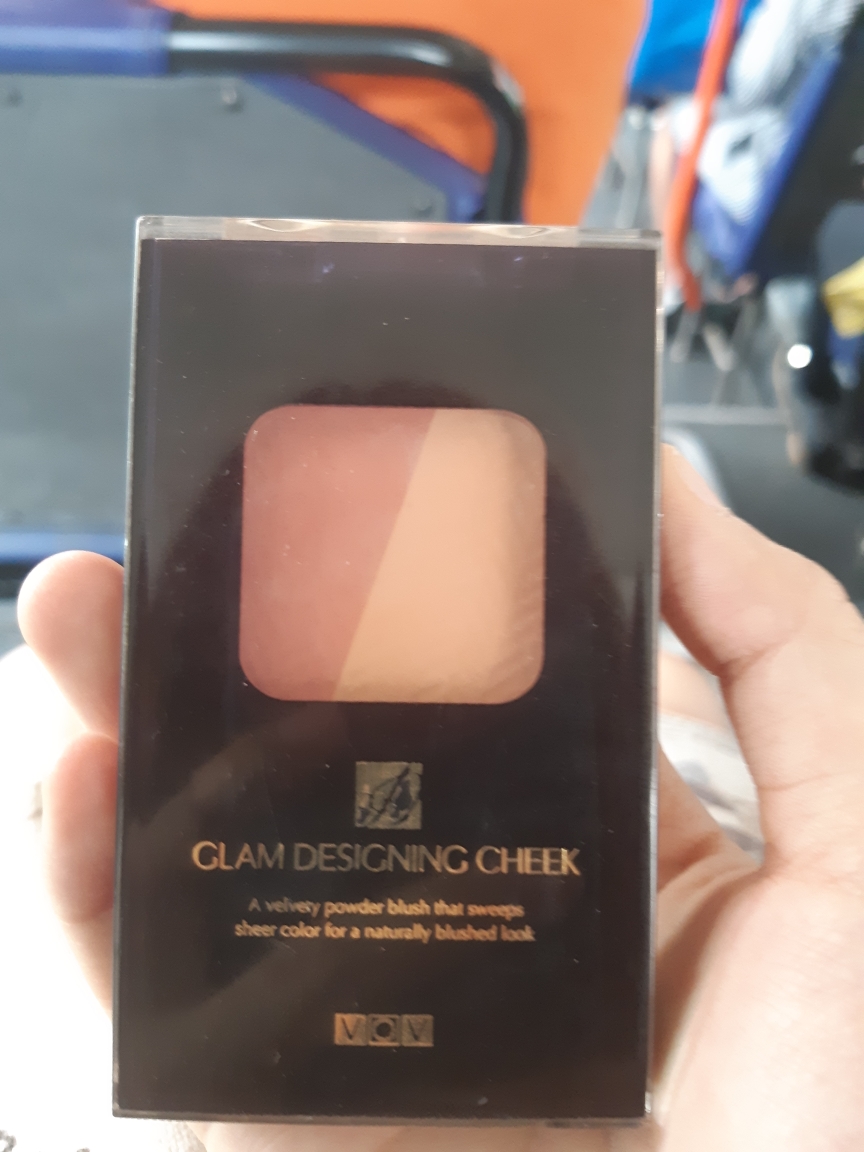 GLAM DESIGNING CHEEK
A velvety powder blush that sweeps
sheer color for a naturally blushed look
VOV